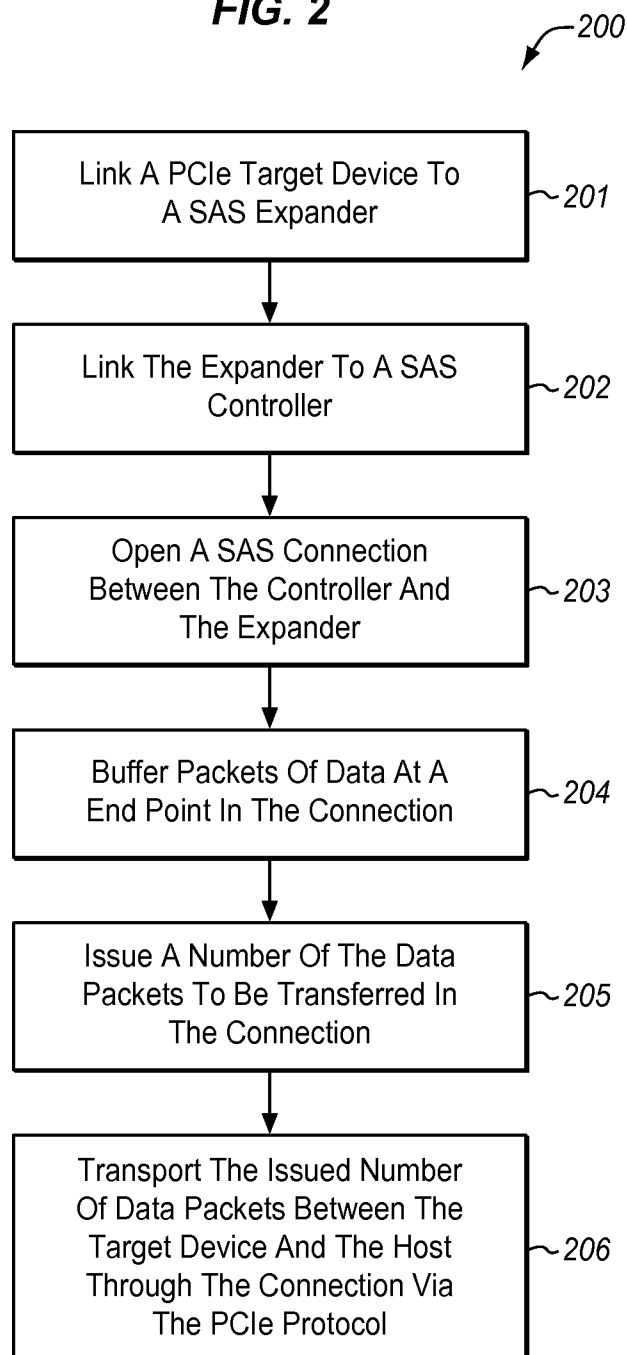 FIG. 2
200
Link A PCIe Target Device To
A SAS Expander
201
Link The Expander To A SAS
Controller
202
Open A SAS Connection
Between The Controller And
The Expander
203
Buffer Packets Of Data At A
End Point In The Connection
204
Issue A Number Of The Data
Packets To Be Transferred In
The Connection
205
Transport The Issued Number
Of Data Packets Between The
Target Device And The Host
Through The Connection Via
The PCIe Protocol
206